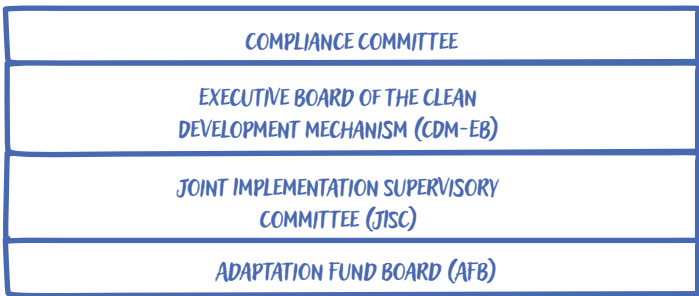 COMPLIANCE COMMITTEE
EXECUTIVE BOARD OF THE CLEAN
DEVELOPMENT MECHANISM (CDM-EB)
JOINT IMPLEMENTATION SUPERVISORY
COMMITTEE (JISC)
ADAPTATION FUND BOARD (AFB)